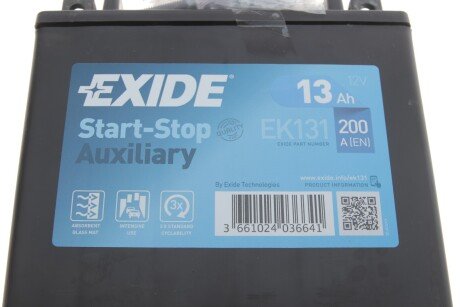 EXIDE
13 Ah
12V
Start-Stop
Auxiliary
QUALITY
EK131
EXIDE PART NUMBER
200
A (EN)
By Exide Technologies
www.exide.info/ek131
PRODUCT INFORMATION
3x
ABSORBENT
GLASS MAT
INTENSIVE
USE
3 X STANDARD
CYCLABILITY
3 661024 036641